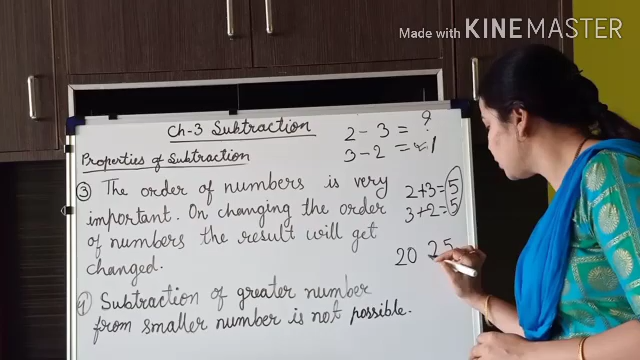 Made with KINEMASTER
Ch-3 Subtraction
Properties of Subtraction
2 - 3 = ?
3 - 2 = 1
③ The order of numbers is very
important. On changing the order
of numbers the result will get
changed.
2+3=5
3+2=5
20 25
④ Subtraction of greater number
from smaller number is not possible.